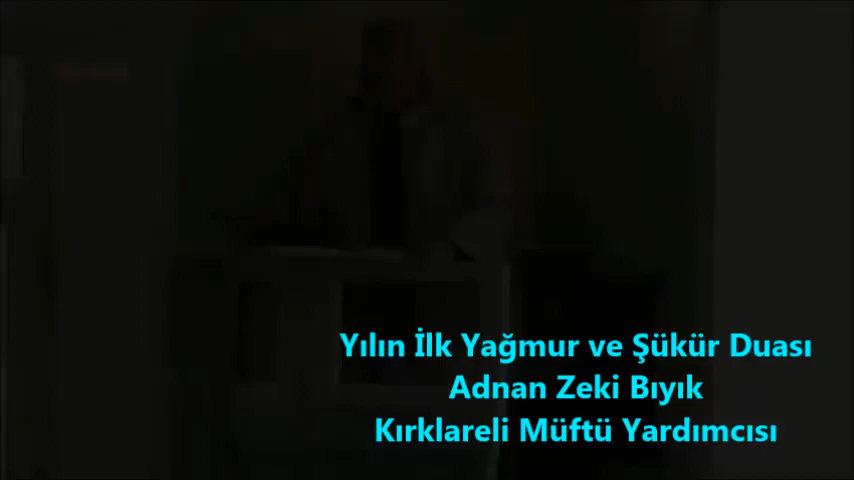 Yılın İlk Yağmur ve Şükür Duası
Adnan Zeki Bıyık
Kırklareli Müftü Yardımcısı